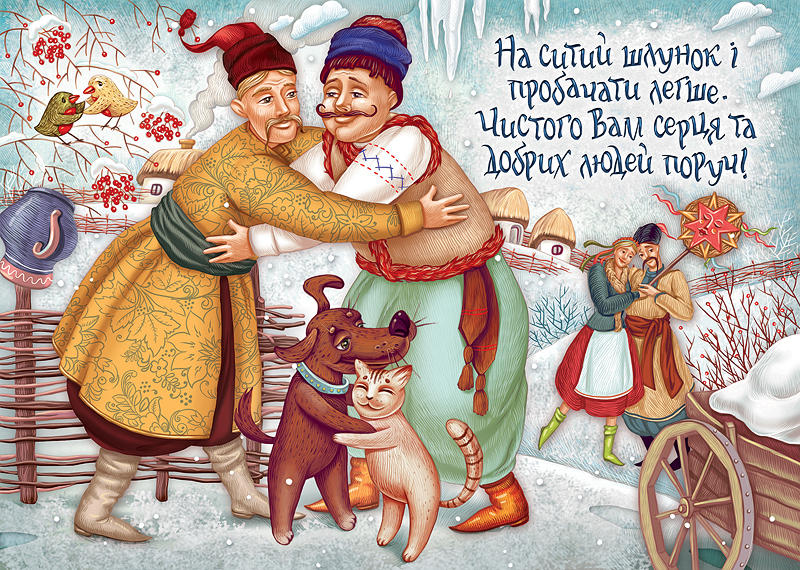 На ситий шлунок і
пробачати легше.
Чистого Вам серця та
добрих людей поруч!